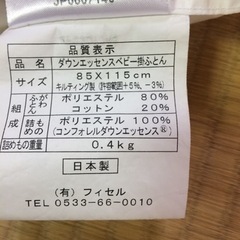 品質表示
品名 ダウンエッセンスベビー掛ふとん
サイズ 85X115cm
キルティング製 (許容範囲+5%、-3%)
組成 ふとんがわ ポリエステル 80%
コットン 20%
詰めもの ポリエステル 100%
(コンフォレルダウンエッセンス®)
詰めもの重量 0.4kg
日本製
(有) フィセル
TEL 0533-66-0010